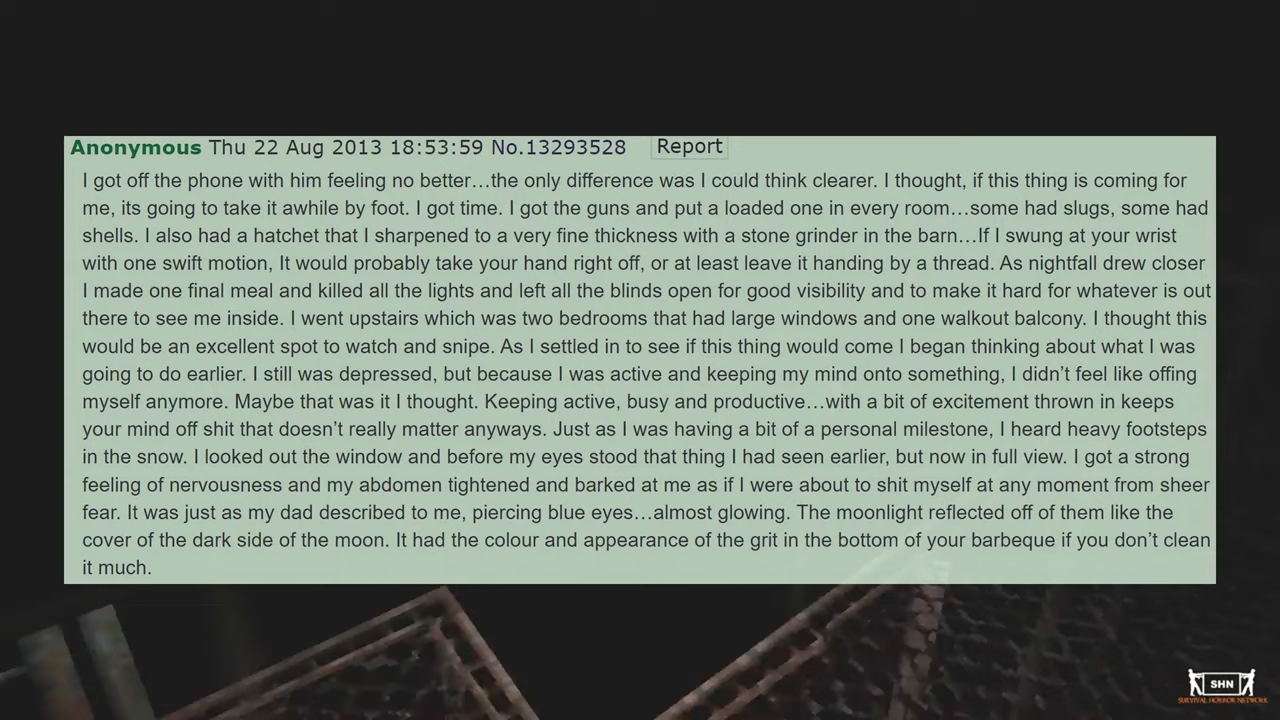 Anonymous Thu 22 Aug 2013 18:53:59 No.13293528 Report
I got off the phone with him feeling no better…the only difference was I could think clearer. I thought, if this thing is coming for
me, its going to take it awhile by foot. I got time. I got the guns and put a loaded one in every room…some had slugs, some had
shells. I also had a hatchet that I sharpened to a very fine thickness with a stone grinder in the barn…If I swung at your wrist
with one swift motion, It would probably take your hand right off, or at least leave it handing by a thread. As nightfall drew closer
I made one final meal and killed all the lights and left all the blinds open for good visibility and to make it hard for whatever is out
there to see me inside. I went upstairs which was two bedrooms that had large windows and one walkout balcony. I thought this
would be an excellent spot to watch and snipe. As I settled in to see if this thing would come I began thinking about what I was
going to do earlier. I still was depressed, but because I was active and keeping my mind onto something, I didn’t feel like offing
myself anymore. Maybe that was it I thought. Keeping active, busy and productive…with a bit of excitement thrown in keeps
your mind off shit that doesn’t really matter anyways. Just as I was having a bit of a personal milestone, I heard heavy footsteps
in the snow. I looked out the window and before my eyes stood that thing I had seen earlier, but now in full view. I got a strong
feeling of nervousness and my abdomen tightened and barked at me as if I were about to shit myself at any moment from sheer
fear. It was just as my dad described to me, piercing blue eyes…almost glowing. The moonlight reflected off of them like the
cover of the dark side of the moon. It had the colour and appearance of the grit in the bottom of your barbeque if you don’t clean
it much.
SHN
SURVIVAL HORROR NETWORK